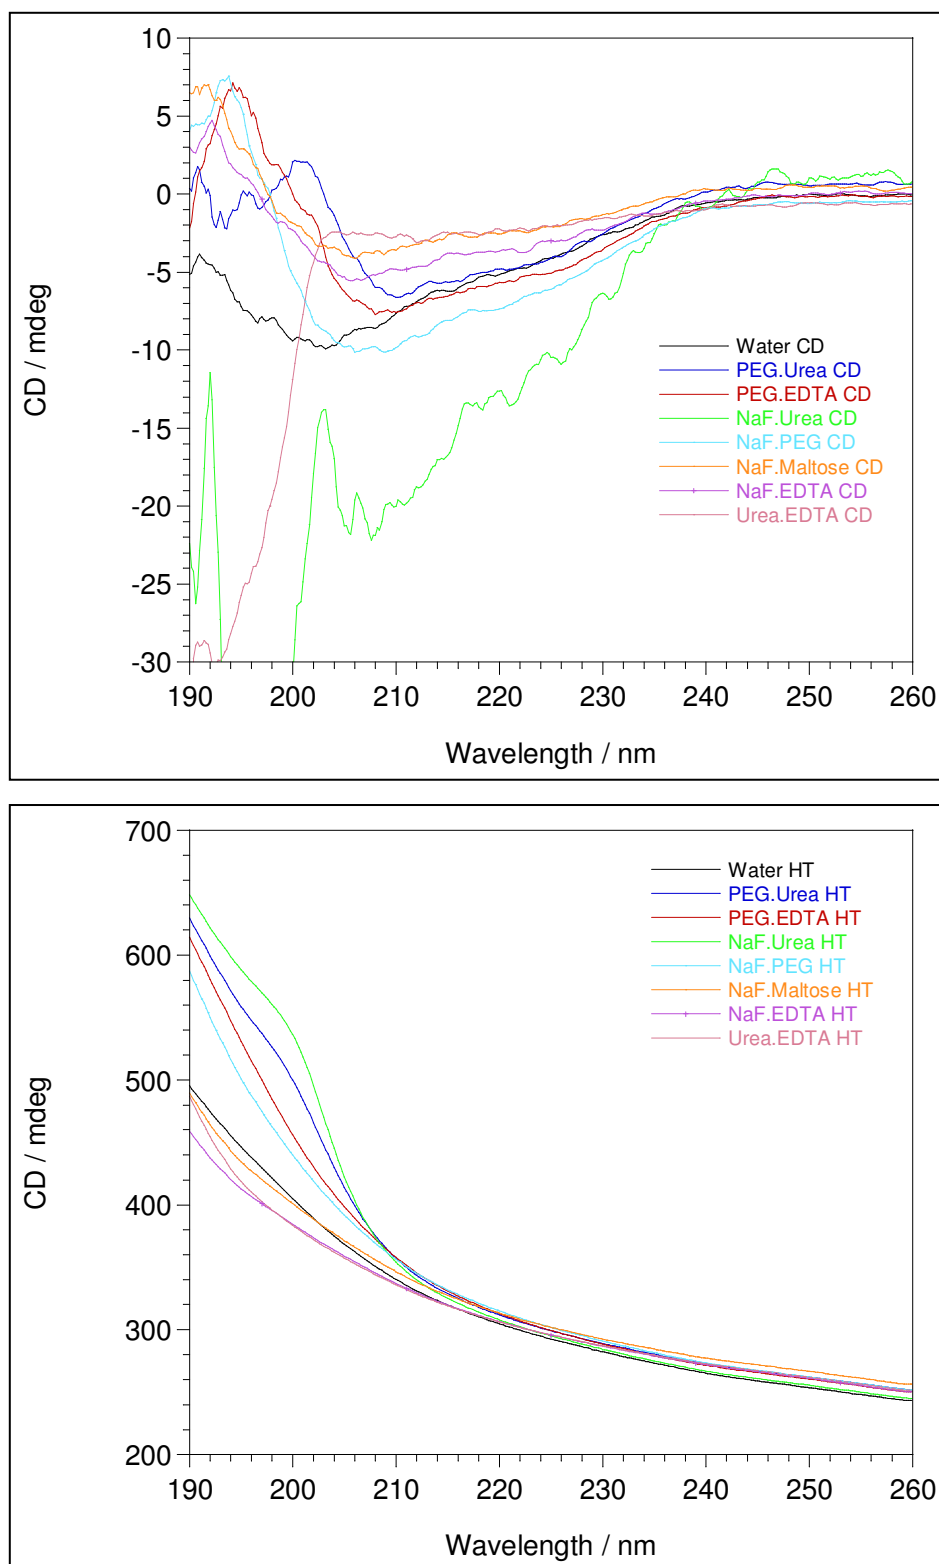 10
5
0
-5
-10
-15
-20
-25
-30
CD / mdeg
Water CD
PEG.Urea CD
PEG.EDTA CD
NaF.Urea CD
NaF.PEG CD
NaF.Maltose CD
NaF.EDTA CD
Urea.EDTA CD
190 200 210 220 230 240 250 260
Wavelength / nm
700
600
500
400
300
200
CD / mdeg
Water HT
PEG.Urea HT
PEG.EDTA HT
NaF.Urea HT
NaF.PEG HT
NaF.Maltose HT
NaF.EDTA HT
Urea.EDTA HT
190 200 210 220 230 240 250 260
Wavelength / nm